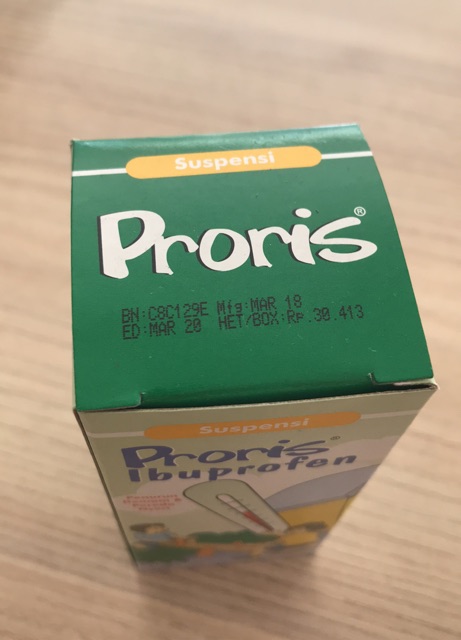 Suspensi
Proris®
BN:C8C129E Mfg:MAR 18
ED:MAR 20 HET/BOX:Rp.30.413
Suspensi
Proris®
Ibuprofen